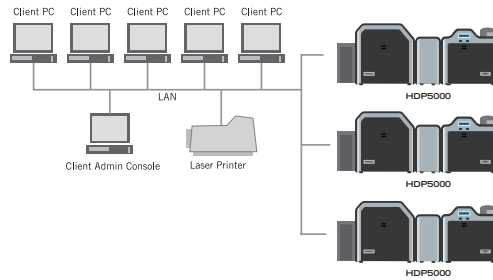 Client PC Client PC Client PC Client PC Client PC
LAN
Client Admin Console
Laser Printer
HDP5000
HDP5000
HDP5000